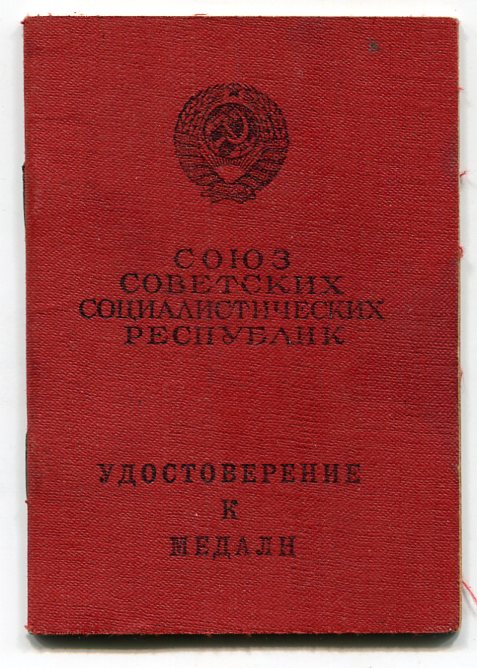 СОЮЗ
СОВЕТСКИХ
СОЦИАЛИСТИЧЕСКИХ
РЕСПУБЛИК
УДОСТОВЕРЕНИЕ
К
МЕДАЛИ